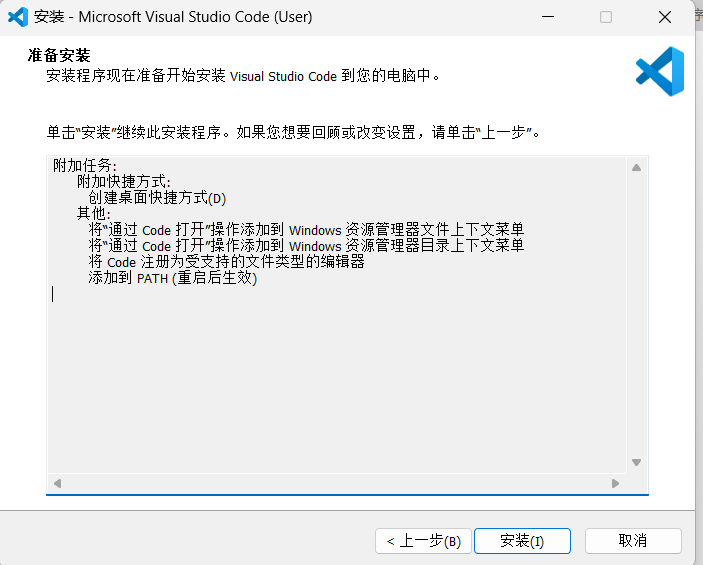 安装 - Microsoft Visual Studio Code (User)
准备安装
安装程序现在准备开始安装 Visual Studio Code 到您的电脑中。
单击“安装”继续此安装程序。如果您想要回顾或改变设置，请单击“上一步”。
附加任务:
附加快捷方式:
创建桌面快捷方式(D)
其他:
将“通过 Code 打开”操作添加到 Windows 资源管理器文件上下文菜单
将“通过 Code 打开”操作添加到 Windows 资源管理器目录上下文菜单
将 Code 注册为受支持的文件类型的编辑器
添加到 PATH (重启后生效)
< 上一步(B) 安装(I) 取消